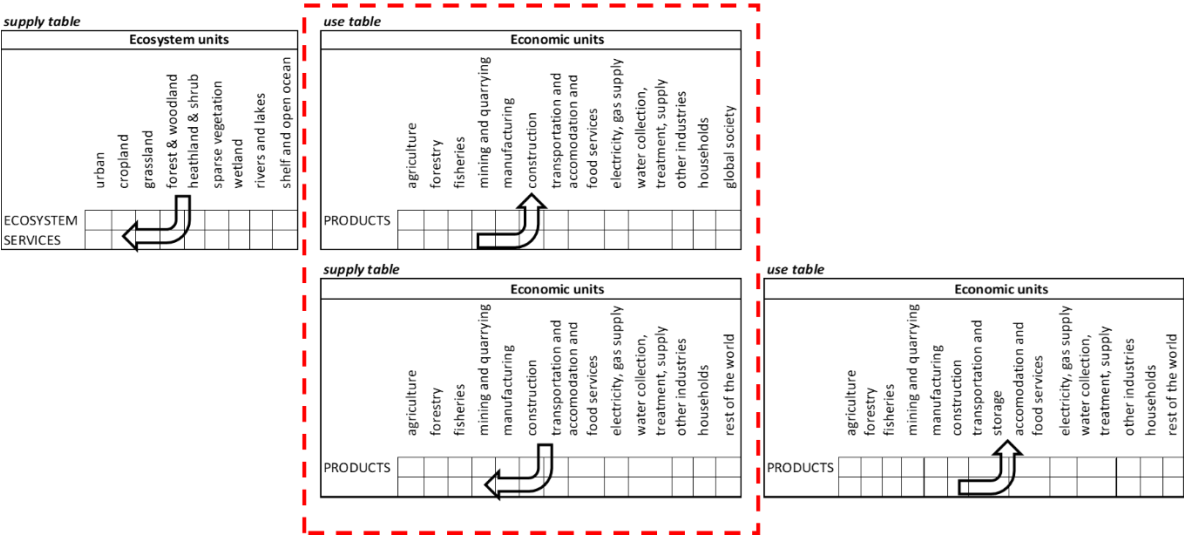 supply table
Ecosystem units
urban
cropland
grassland
forest & woodland
heathland & shrub
sparse vegetation
wetland
rivers and lakes
shelf and open ocean
ECOSYSTEM
SERVICES
use table
Economic units
agriculture
forestry
fisheries
mining and quarrying
manufacturing
construction
transportation and
accomodation and
food services
electricity, gas supply
water collection,
treatment, supply
other industries
households
global society
PRODUCTS
supply table
Economic units
agriculture
forestry
fisheries
mining and quarrying
manufacturing
construction
transportation and
accomodation and
food services
electricity, gas supply
water collection,
treatment, supply
other industries
households
rest of the world
PRODUCTS
use table
Economic units
agriculture
forestry
fisheries
mining and quarrying
manufacturing
construction
transportation and
storage
accomodation and
food services
electricity, gas supply
water collection,
treatment, supply
other industries
households
rest of the world
PRODUCTS